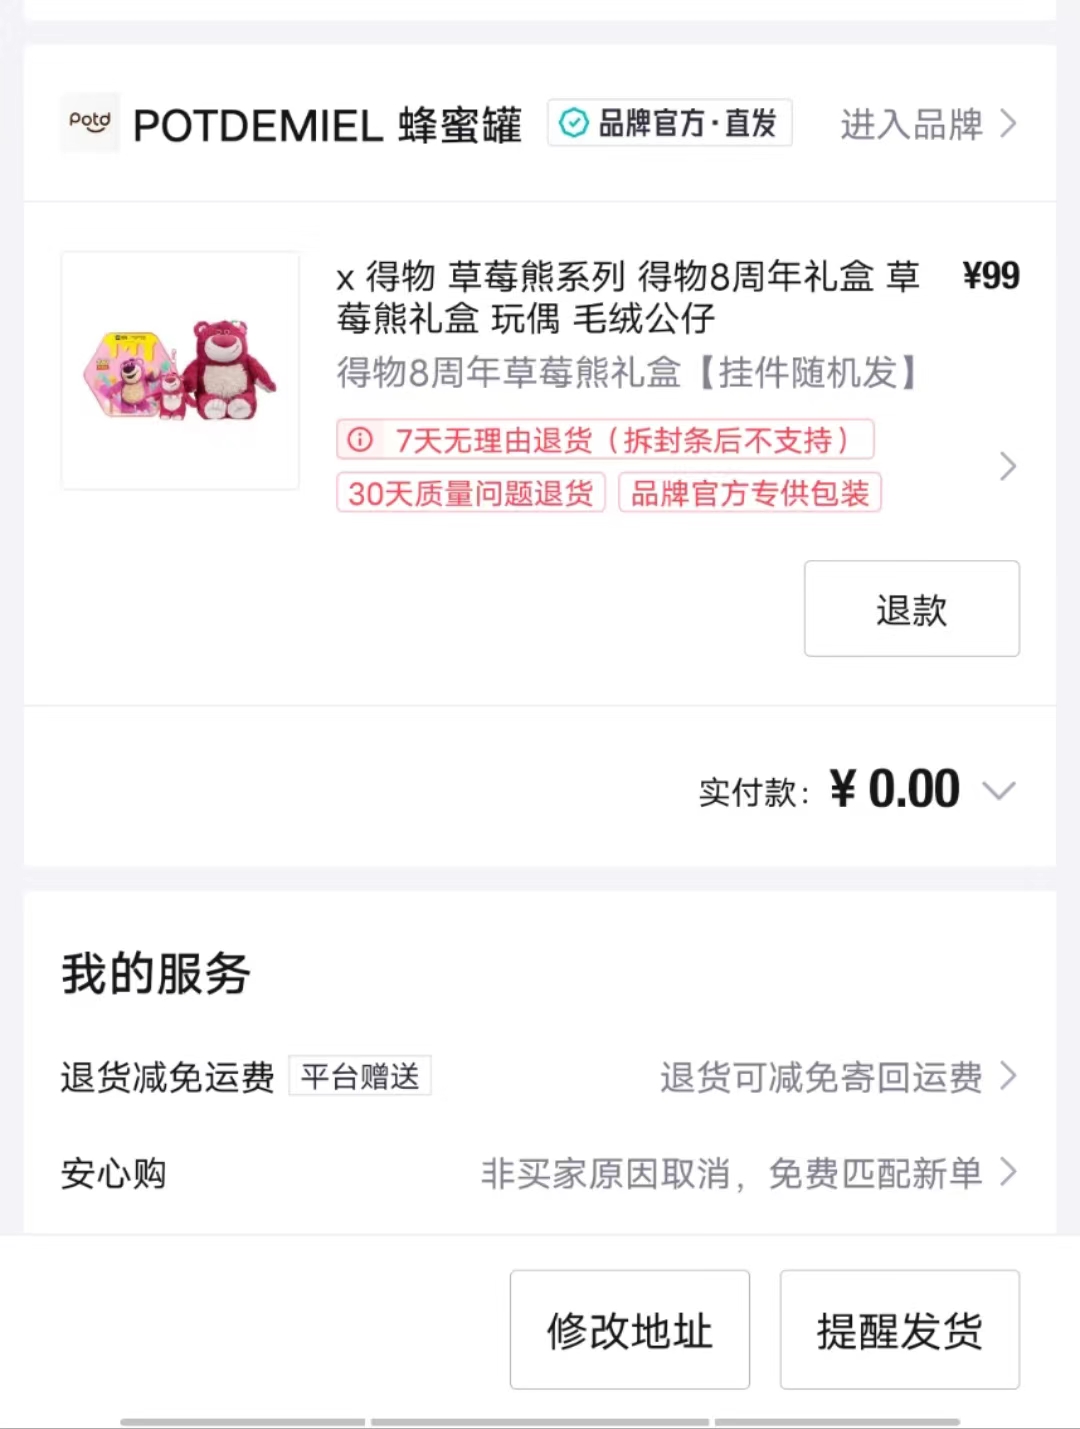 Potd
POTDEMIEL 蜂蜜罐
品牌官方·直发
进入品牌
x 得物 草莓熊系列 得物8周年礼盒 草
¥99
莓熊礼盒 玩偶 毛绒公仔
得物8周年草莓熊礼盒【挂件随机发】
7天无理由退货（拆封条后不支持）
30天质量问题退货
品牌官方专供包装
退款
实付款：¥ 0.00
我的服务
退货减免运费
平台赠送
退货可减免寄回运费
安心购
非买家原因取消，免费匹配新单
修改地址
提醒发货